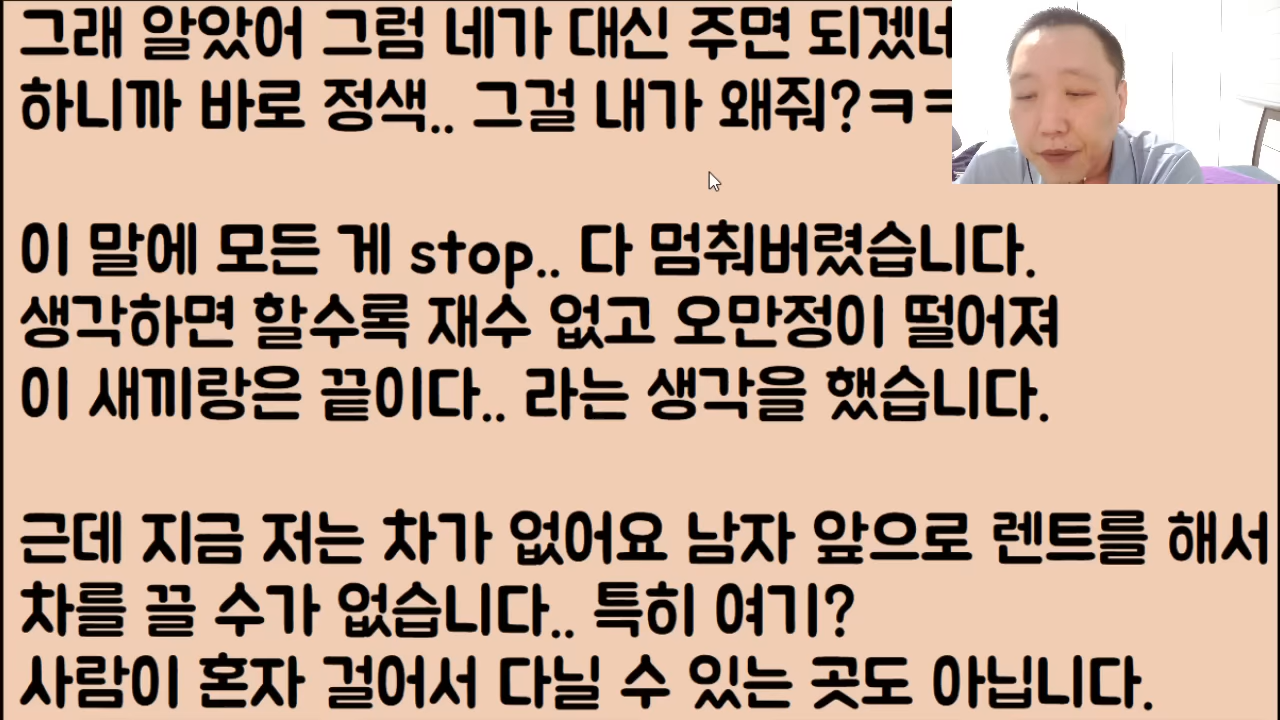 그래 알았어 그럼 네가 대신 주면 되겠네
하니까 바로 정색.. 그걸 내가 왜줘?ㅋㅋ
이 말에 모든 게 stop.. 다 멈춰버렸습니다.
생각하면 할수록 재수 없고 오만정이 떨어져
이 새끼랑은 끝이다.. 라는 생각을 했습니다.
근데 지금 저는 차가 없어요 남자 앞으로 렌트를 해서
차를 끌 수가 없습니다.. 특히 여기?
사람이 혼자 걸어서 다닐 수 있는 곳도 아닙니다.